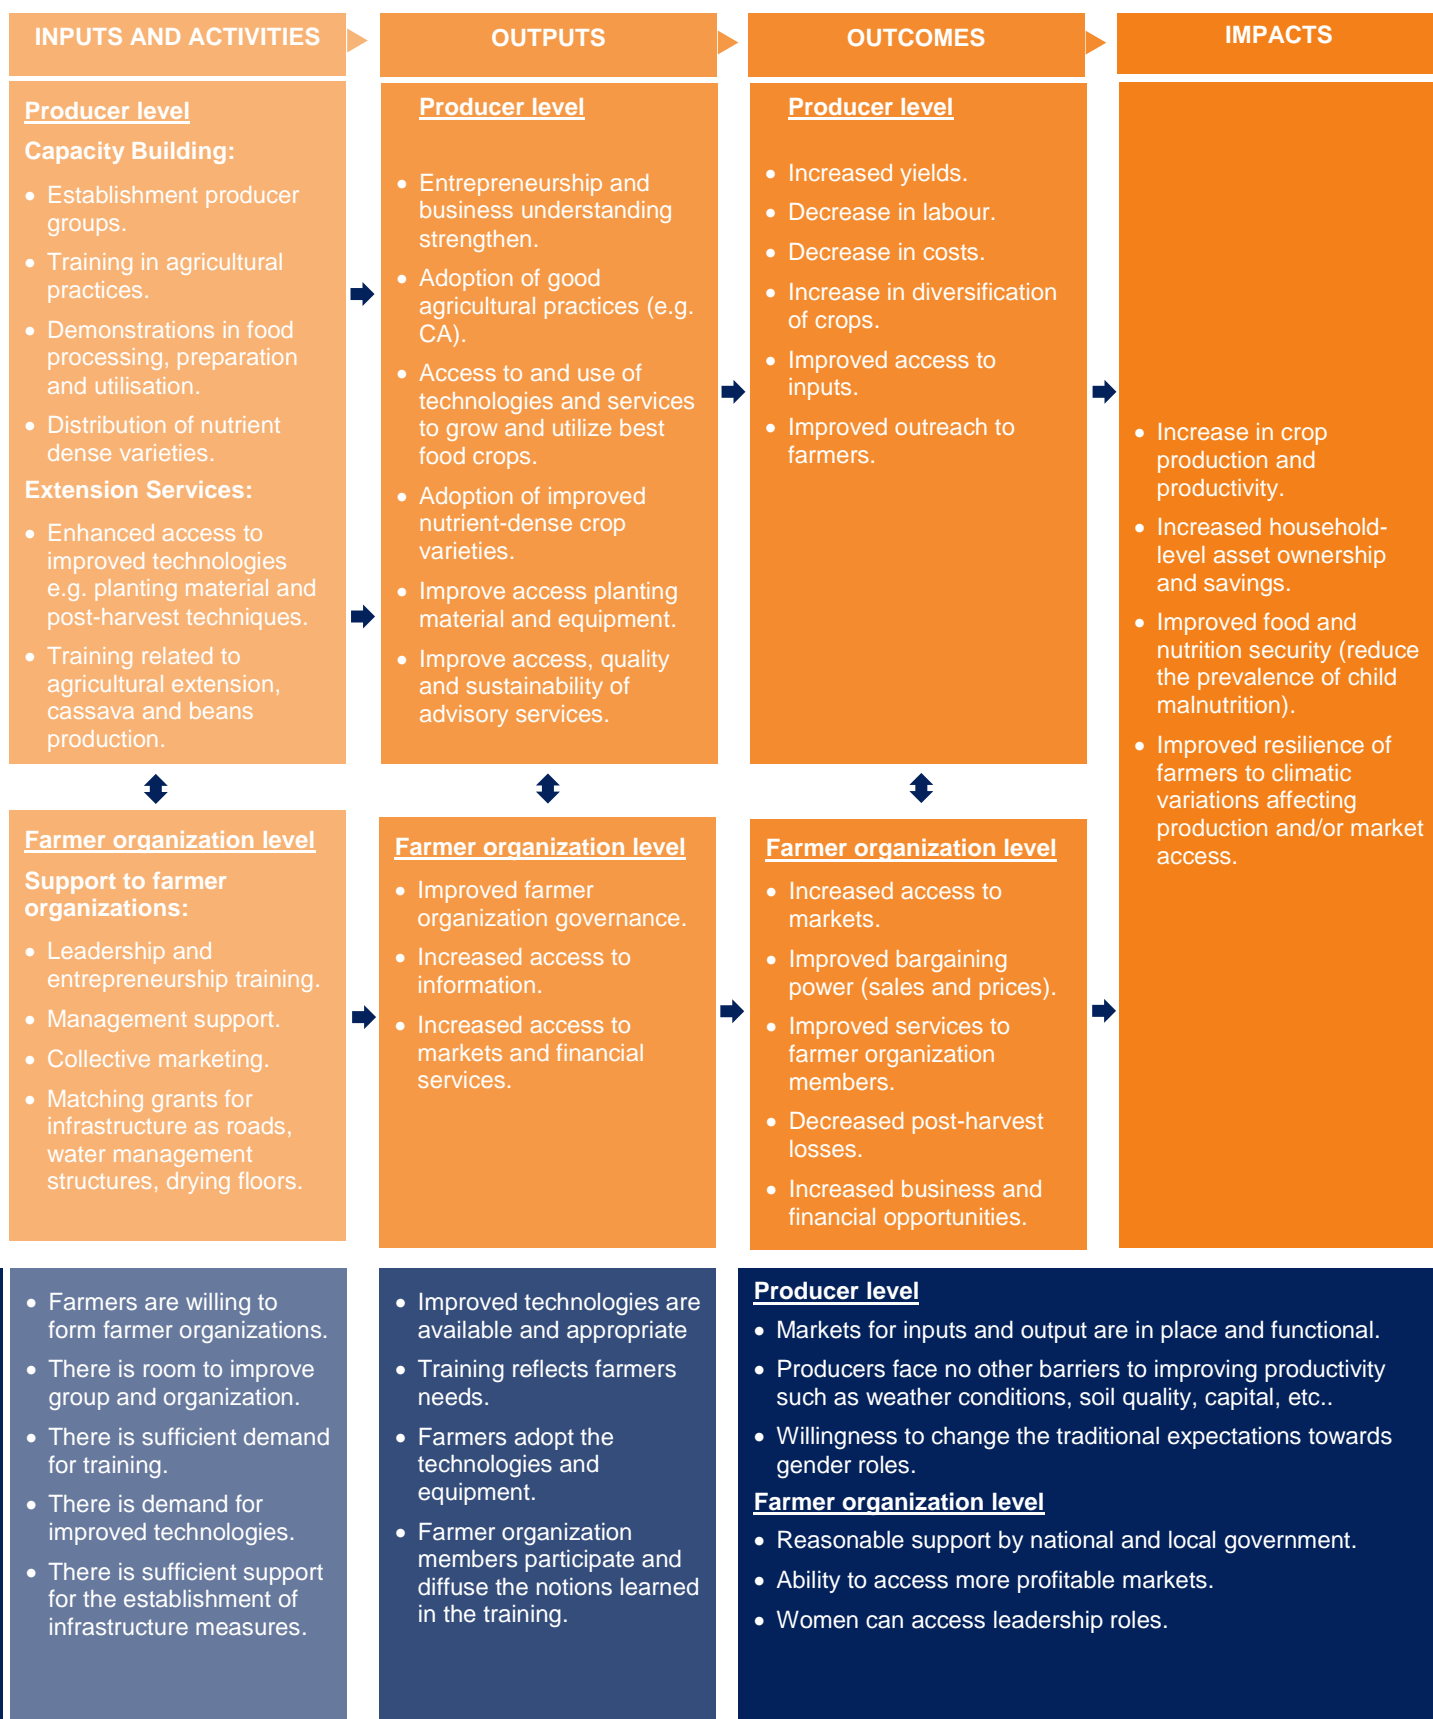 INPUTS AND ACTIVITIES
OUTPUTS
OUTCOMES
IMPACTS
Producer level
Capacity Building:
• Establishment producer
groups.
• Training in agricultural
practices.
• Demonstrations in food
processing, preparation
and utilisation.
• Distribution of nutrient
dense varieties.
Extension Services:
• Enhanced access to
improved technologies
e.g. planting material and
post-harvest techniques.
• Training related to
agricultural extension,
cassava and beans
production.
Producer level
• Entrepreneurship and
business understanding
strengthen.
• Adoption of good
agricultural practices (e.g.
CA).
• Access to and use of
technologies and services
to grow and utilize best
food crops.
• Adoption of improved
nutrient-dense crop
varieties.
• Improve access planting
material and equipment.
• Improve access, quality
and sustainability of
advisory services.
Producer level
• Increased yields.
• Decrease in labour.
• Decrease in costs.
• Increase in diversification
of crops.
• Improved access to
inputs.
• Improved outreach to
farmers.
• Increase in crop
production and
productivity.
• Increased household-
level asset ownership
and savings.
• Improved food and
nutrition security (reduce
the prevalence of child
malnutrition).
• Improved resilience of
farmers to climatic
variations affecting
production and/or market
access.
Farmer organization level
Support to farmer
organizations:
• Leadership and
entrepreneurship training.
• Management support.
• Collective marketing.
• Matching grants for
infrastructure as roads,
water management
structures, drying floors.
Farmer organization level
• Improved farmer
organization governance.
• Increased access to
information.
• Increased access to
markets and financial
services.
Farmer organization level
• Increased access to
markets.
• Improved bargaining
power (sales and prices).
• Improved services to
farmer organization
members.
• Decreased post-harvest
losses.
• Increased business and
financial opportunities.
• Farmers are willing to
form farmer organizations.
• There is room to improve
group and organization.
• There is sufficient demand
for training.
• There is demand for
improved technologies.
• There is sufficient support
for the establishment of
infrastructure measures.
• Improved technologies are
available and appropriate
• Training reflects farmers
needs.
• Farmers adopt the
technologies and
equipment.
• Farmer organization
members participate and
diffuse the notions learned
in the training.
Producer level
• Markets for inputs and output are in place and functional.
• Producers face no other barriers to improving productivity
such as weather conditions, soil quality, capital, etc..
• Willingness to change the traditional expectations towards
gender roles.
Farmer organization level
• Reasonable support by national and local government.
• Ability to access more profitable markets.
• Women can access leadership roles.